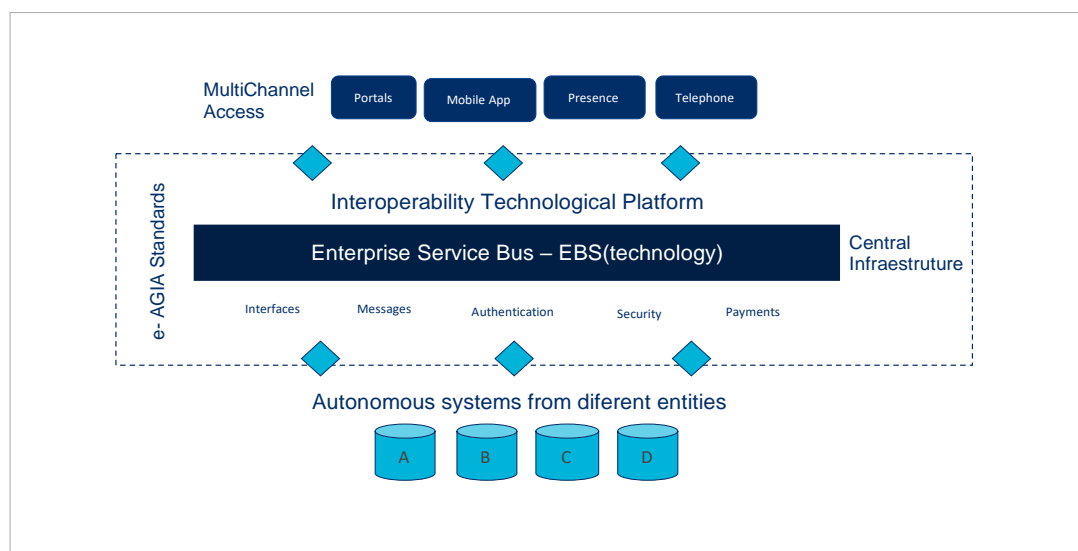 MultiChannel
Access
Portals
Mobile App
Presence
Telephone
Interoperability Technological Platform
e- AGIA Standards
Enterprise Service Bus – EBS(technology)
Central
Infraestruture
Interfaces
Messages
Authentication
Security
Payments
Autonomous systems from diferent entities
A
B
C
D